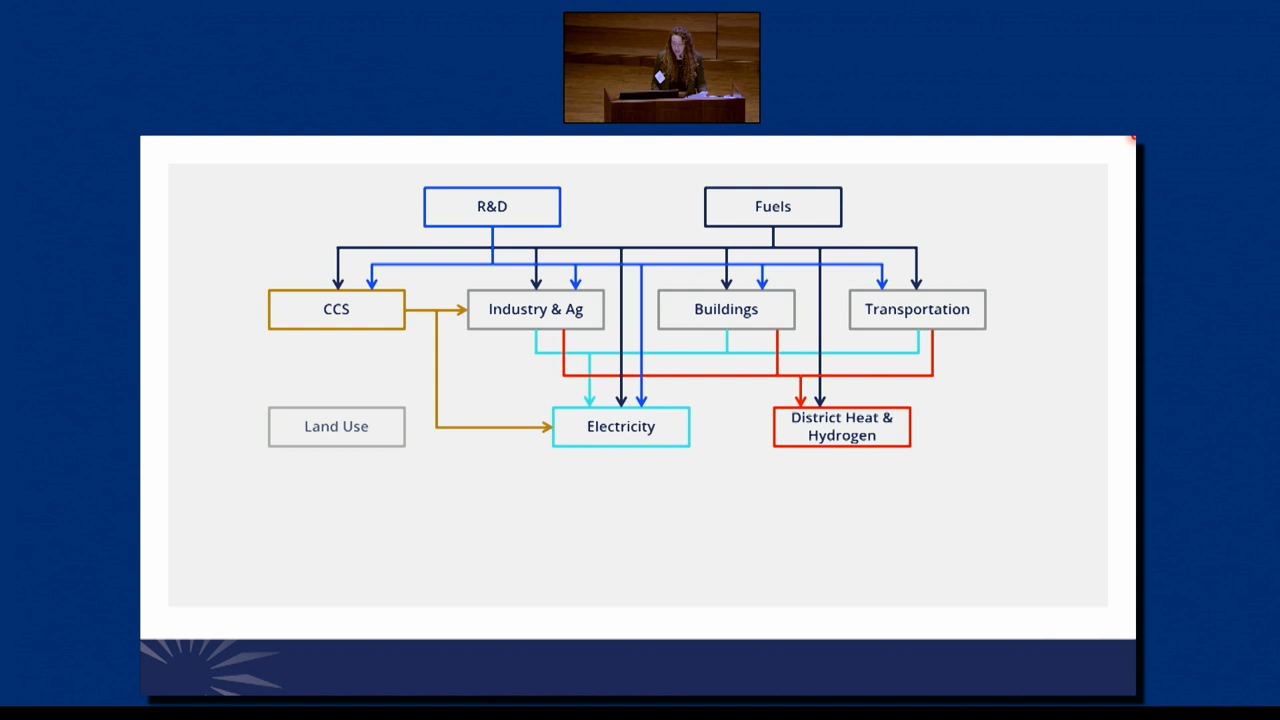 R&D
Fuels
CCS
Industry & Ag
Buildings
Transportation
Land Use
Electricity
District Heat &
Hydrogen